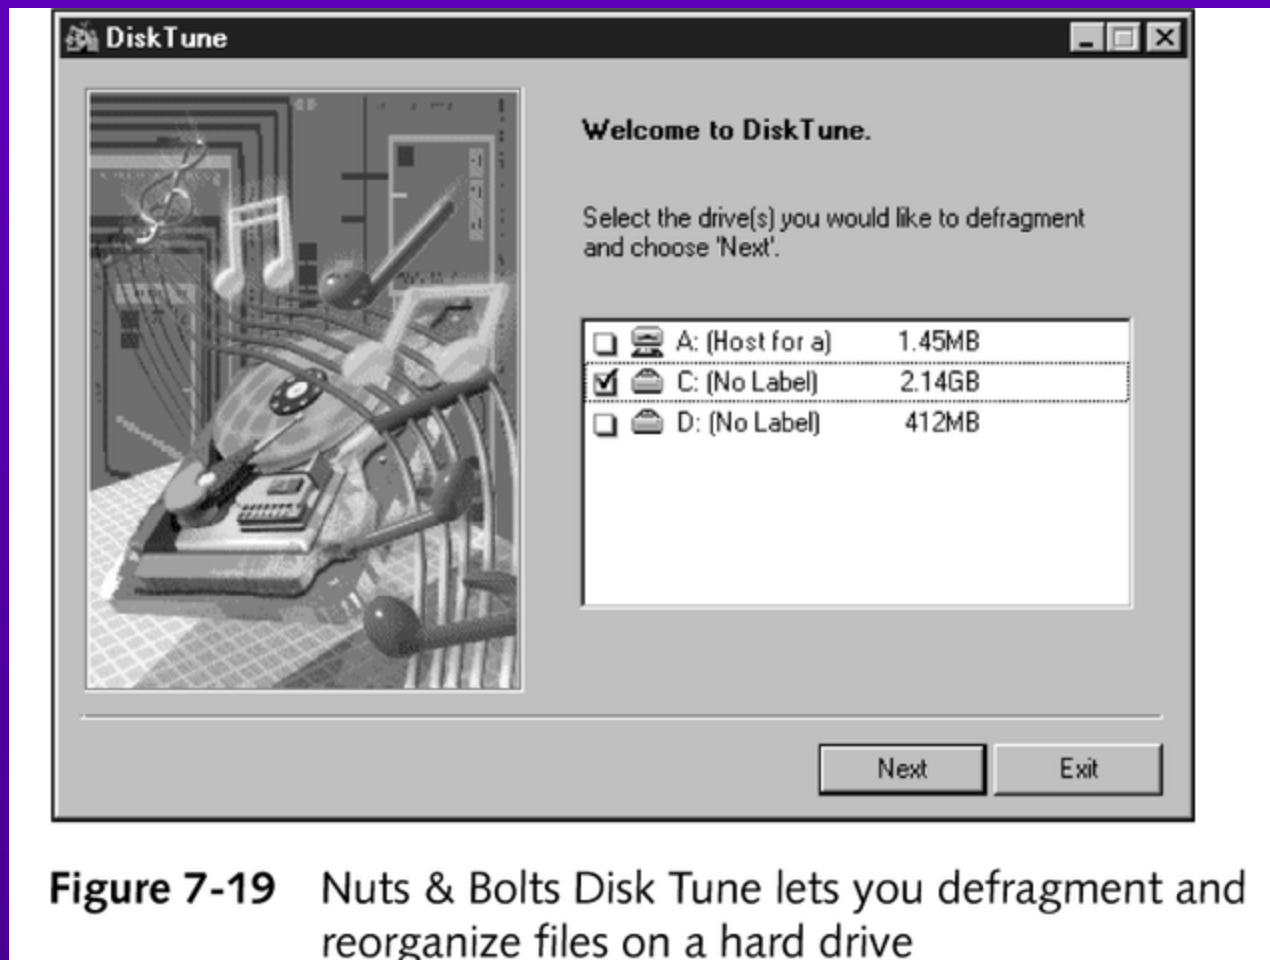 DiskTune
Welcome to DiskTune.
Select the drive(s) you would like to defragment
and choose 'Next'.
A: (Host for a) 1.45MB
C: (No Label) 2.14GB
D: (No Label) 412MB
Next Exit
Figure 7-19 Nuts & Bolts Disk Tune lets you defragment and
reorganize files on a hard drive